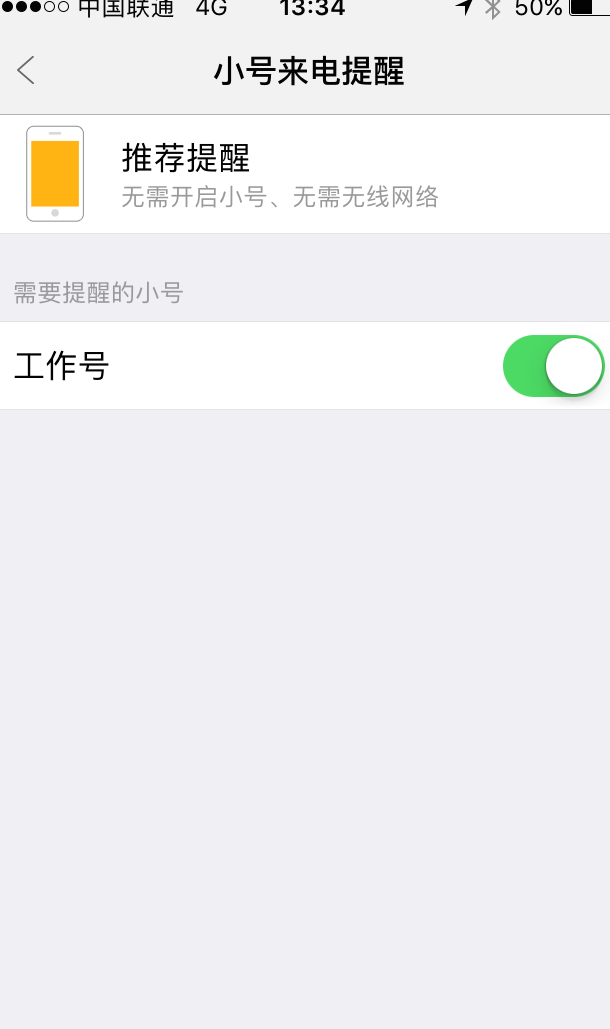 中国联通 4G 13:34 50%
小号来电提醒
推荐提醒
无需开启小号、无需无线网络
需要提醒的小号
工作号